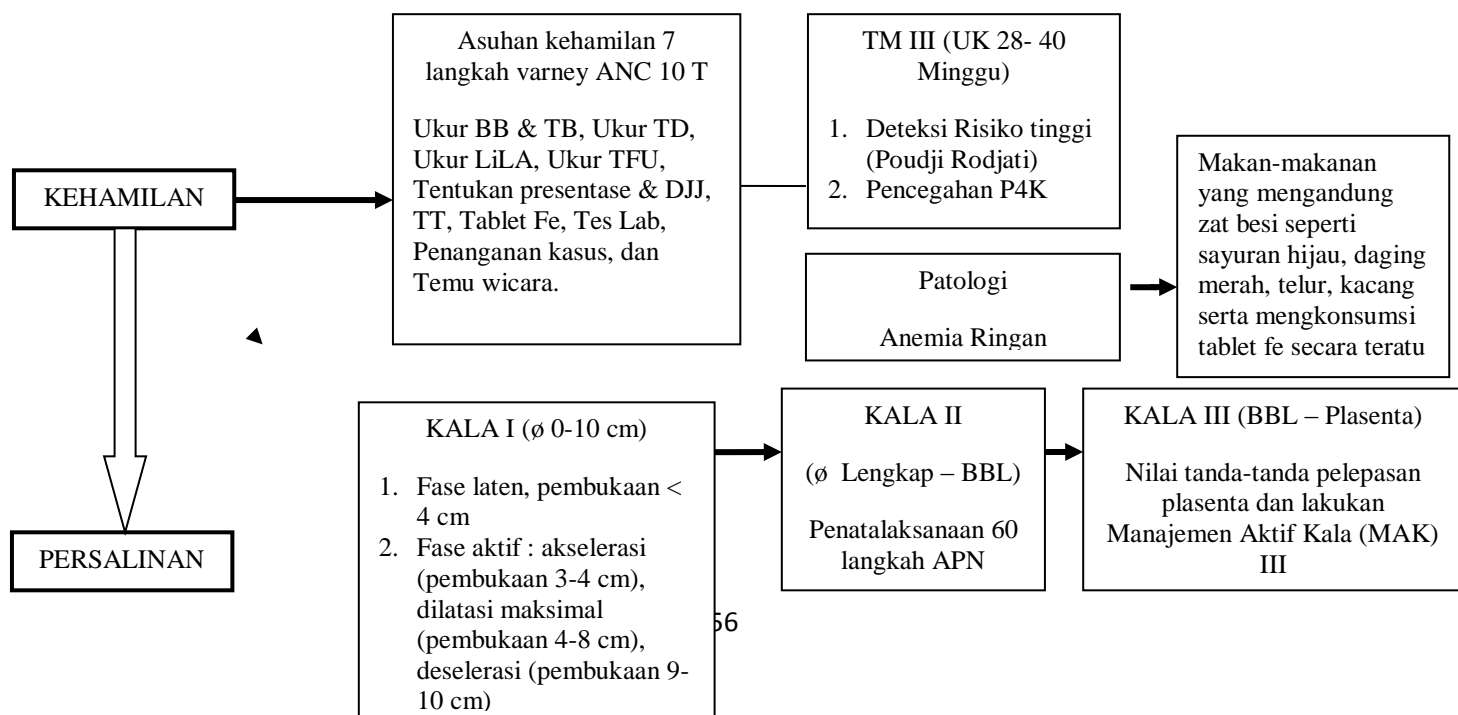 KEHAMILAN
Asuhan kehamilan 7
langkah varney ANC 10 T
Ukur BB & TB, Ukur TD,
Ukur LiLA, Ukur TFU,
Tentukan presentase & DJJ,
TT, Tablet Fe, Tes Lab,
Penanganan kasus, dan
Temu wicara.
TM III (UK 28- 40
Minggu)
1. Deteksi Risiko tinggi
(Poudji Rodjati)
2. Pencegahan P4K
Patologi
Anemia Ringan
Makan-makanan
yang mengandung
zat besi seperti
sayuran hijau, daging
merah, telur, kacang
serta mengkonsumsi
tablet fe secara teratu
PERSALINAN
KALA I (ø 0-10 cm)
1. Fase laten, pembukaan <
4 cm
2. Fase aktif : akselerasi
(pembukaan 3-4 cm),
dilatasi maksimal
(pembukaan 4-8 cm),
deselerasi (pembukaan 9-
10 cm)
KALA II
(ø Lengkap – BBL)
Penatalaksanaan 60
langkah APN
KALA III (BBL – Plasenta)
Nilai tanda-tanda pelepasan
plasenta dan lakukan
Manajemen Aktif Kala (MAK)
III
56